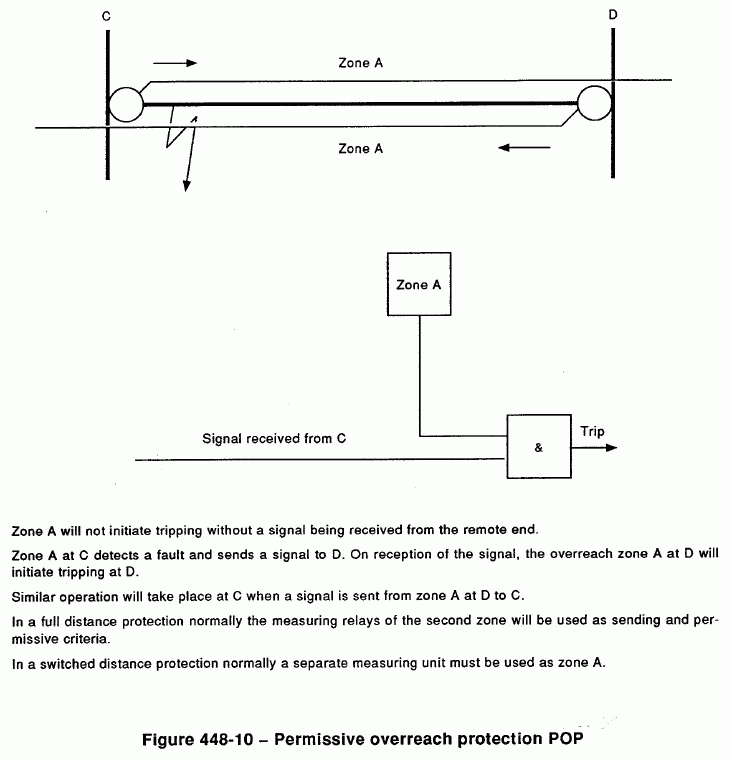 C
D
Zone A
Zone A
Zone A
Signal received from C
&
Trip
Zone A will not initiate tripping without a signal being received from the remote end.
Zone A at C detects a fault and sends a signal to D. On reception of the signal, the overreach zone A at D will
initiate tripping at D.
Similar operation will take place at C when a signal is sent from zone A at D to C.
In a full distance protection normally the measuring relays of the second zone will be used as sending and per-
missive criteria.
In a switched distance protection normally a separate measuring unit must be used as zone A.
Figure 448-10 – Permissive overreach protection POP